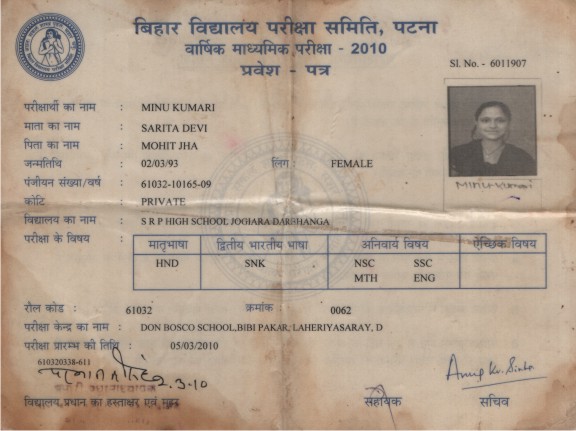 बिहार विद्यालय परीक्षा समिति, पटना
वार्षिक माध्यमिक परीक्षा - 2010
प्रवेश - पत्र
Sl. No. - 6011907
परीक्षार्थी का नाम : MINU KUMARI
माता का नाम : SARITA DEVI
पिता का नाम : MOHIT JHA
जन्मतिथि : 02/03/93 लिंग : FEMALE
Minu kumari
पंजीयन संख्या/वर्ष : 61032-10165-09
कोटि : PRIVATE
विद्यालय का नाम : S R P HIGH SCHOOL JOGIARA DARBHANGA
परीक्षा के विषय :
मातृभाषा द्वितीय भारतीय भाषा अनिवार्य विषय ऐच्छिक विषय
HND SNK NSC SSC
MTH ENG
रौल कोड : 61032 क्रमांक : 0062
परीक्षा केन्द्र का नाम : DON BOSCO SCHOOL,BIBI PAKAR, LAHERIYASARAY, D
परीक्षा प्रारम्भ की तिथि : 05/03/2010
610320338-611
2.3.10
विद्यालय प्रधान का हस्ताक्षर एवं मुहर
सहायक
सचिव